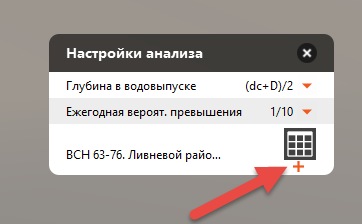 Настройки анализа
Глубина в водовыпуске (dc+D)/2
Ежегодная вероят. превышения 1/10
ВСН 63-76. Ливневой райо...